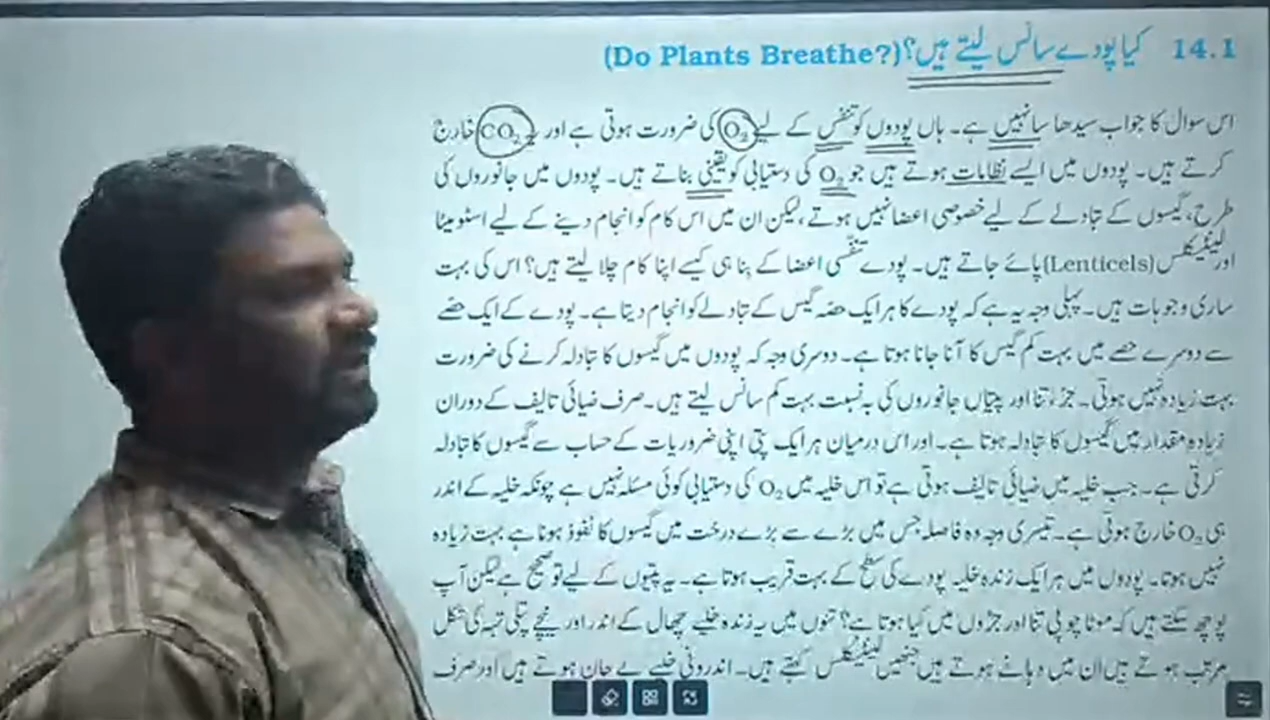 14.1 کیا پودے سانس لیتے ہیں؟ (Do Plants Breathe?)
اس سوال کا جواب سیدھا سا نہیں ہے۔ ہاں پودوں کو تنفس کے لیے O₂ کی ضرورت ہوتی ہے اور CO₂ خارج
کرتے ہیں۔ پودوں میں ایسے نظامات ہوتے ہیں جو O₂ کی دستیابی کو یقینی بناتے ہیں۔ پودوں میں جانوروں کی
طرح، گیسوں کے تبادلے کے لیے خصوصی اعضا نہیں ہوتے، لیکن ان میں اس کام کو انجام دینے کے لیے اسٹومیٹا
اور لینٹیکلس (Lenticels) پائے جاتے ہیں۔ پودے تنفّسی اعضا کے بنا ہی کیسے اپنا کام چلا لیتے ہیں؟ اس کی بہت
ساری وجوہات ہیں۔ پہلی وجہ یہ ہے کہ پودے کا ہر ایک حصّہ گیس کے تبادلے کو انجام دیتا ہے۔ پودے کے ایک حصّے
سے دوسرے حصے میں بہت کم گیس کا آنا جانا ہوتا ہے۔ دوسری وجہ کہ پودوں میں گیسوں کا تبادلہ کرنے کی ضرورت
بہت زیادہ نہیں ہوتی۔ جڑ، تنا اور پتیاں جانوروں کی بہ نسبت بہت کم سانس لیتے ہیں۔ صرف ضیائی تالیف کے دوران
زیادہ مقدار میں گیسوں کا تبادلہ ہوتا ہے۔ اور اس درمیان ہر ایک پتی اپنی ضروریات کے حساب سے گیسوں کا تبادلہ
کرتی ہے۔ جب خلیہ میں ضیائی تالیف ہوتی ہے تو اس خلیہ میں O₂ کی دستیابی کوئی مسئلہ نہیں ہے چونکہ خلیہ کے اندر
ہی O₂ خارج ہوتی ہے۔ تیسری وجہ وہ فاصلہ جس میں بڑے سے بڑے درخت میں گیسوں کا نفوذ ہونا ہے بہت زیادہ
نہیں ہوتا۔ پودوں میں ہر ایک زندہ خلیہ پودے کی سطح کے بہت قریب ہوتا ہے۔ یہ پتیوں کے لیے تو صحیح ہے لیکن آپ
پوچھ سکتے ہیں کہ موٹا چوبی تنا اور جڑوں میں کیا ہوتا ہے؟ تنوں میں یہ زندہ خلیے چھال کے اندر اور نیچے پتلی تہہ کی شکل
مرتب ہوتے ہیں ان میں دہانے ہوتے ہیں جنھیں لینٹیکلس کہتے ہیں۔ اندرونی خلیے بے جان ہوتے ہیں اور صرف